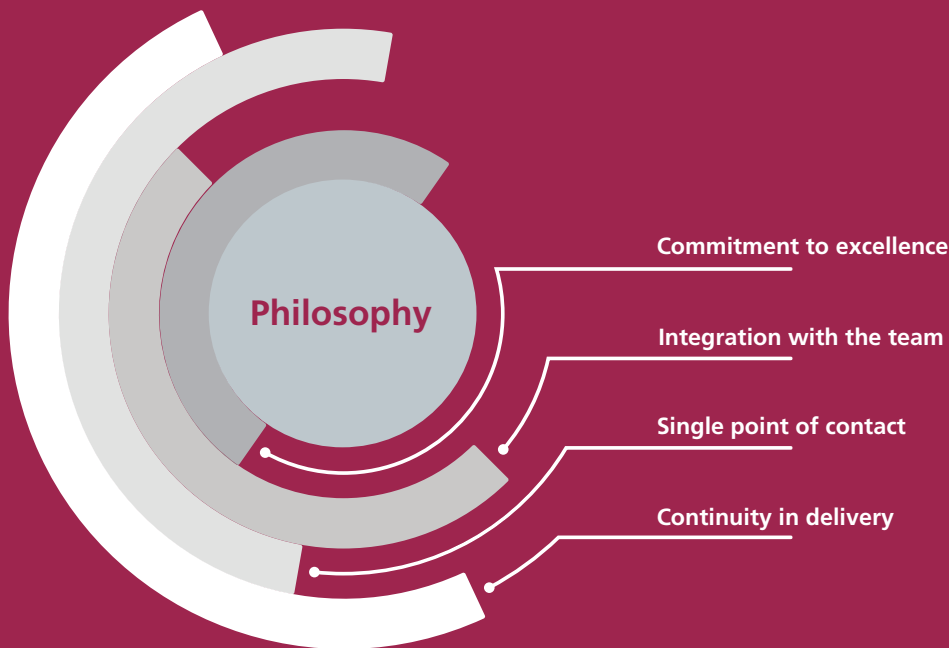 Philosophy
Commitment to excellence
Integration with the team
Single point of contact
Continuity in delivery